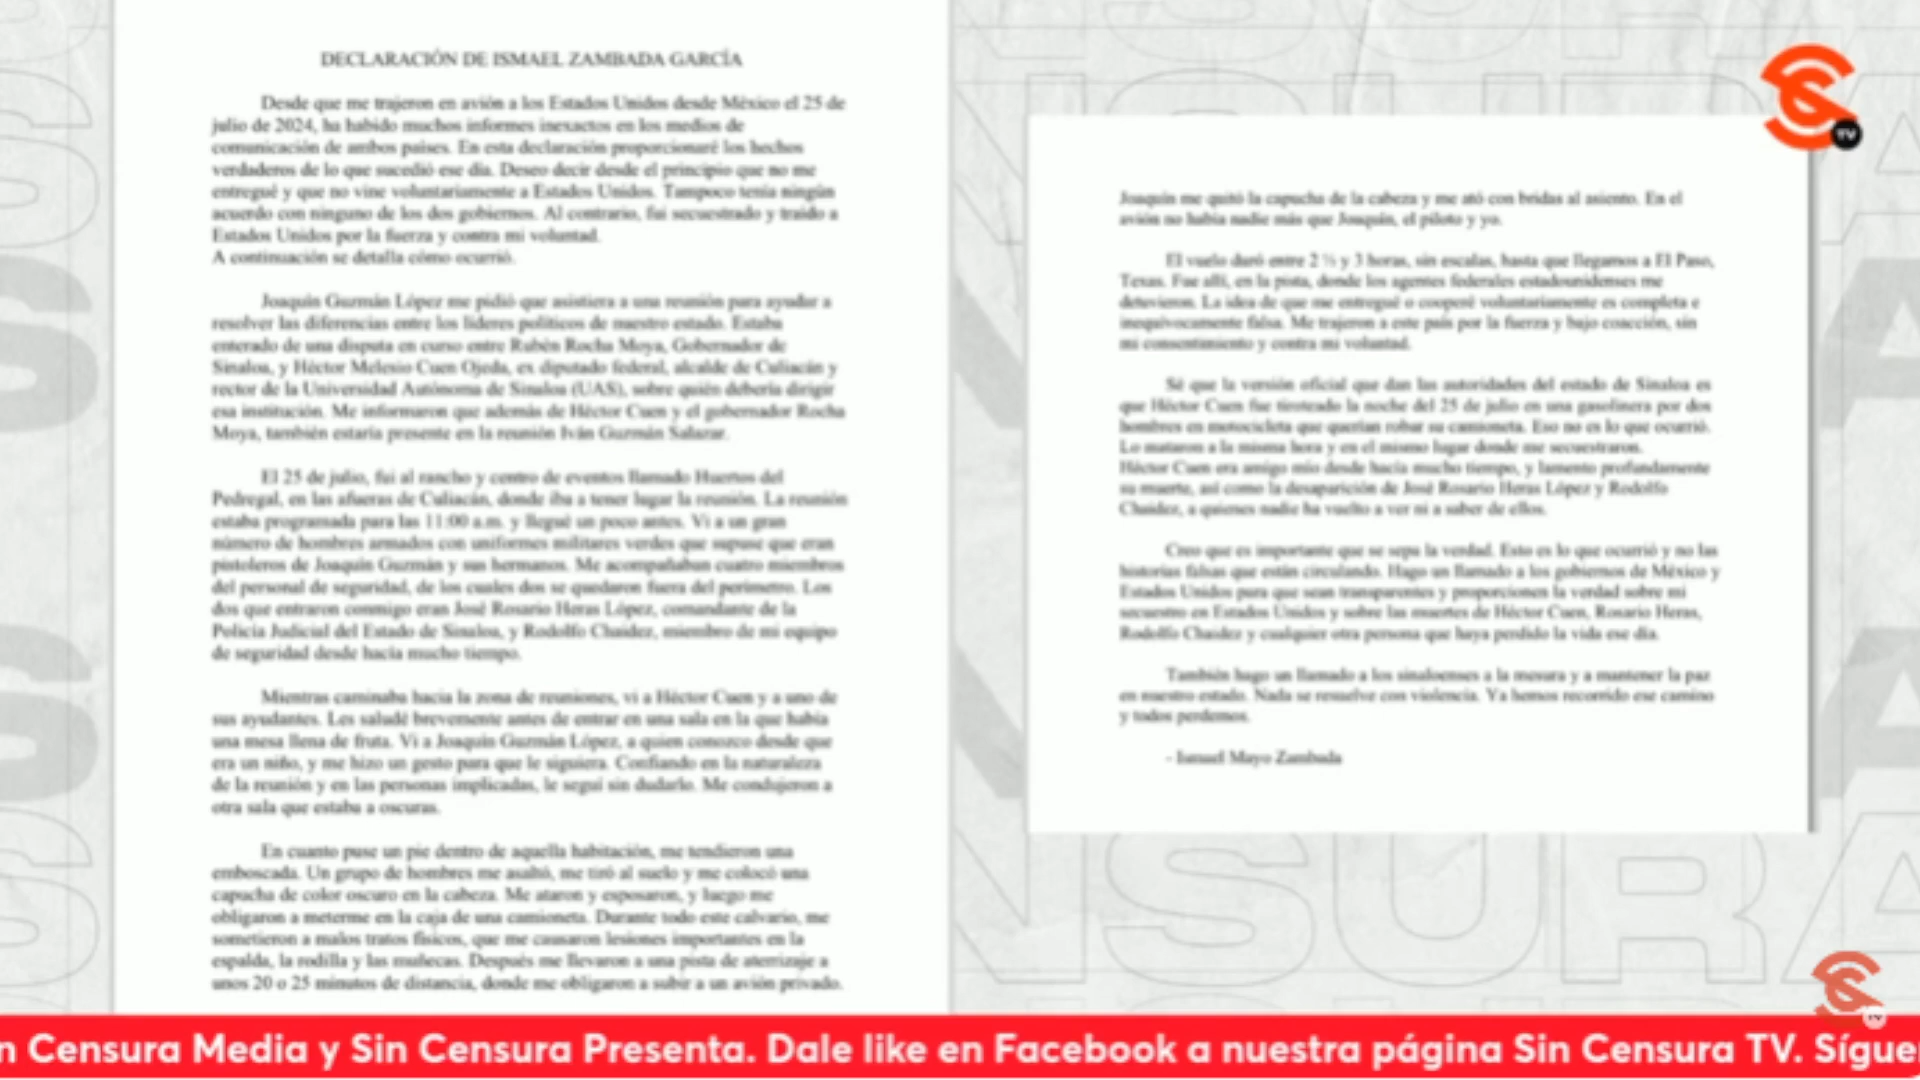 DECLARACIÓN DE ISMAEL ZAMBADA GARCÍA
Desde que me trajeron en avión a los Estados Unidos desde México el 25 de
julio de 2024, ha habido muchos informes inexactos en los medios de
comunicación de ambos países. En esta declaración proporcionaré los hechos
verdaderos de lo que sucedió ese día. Deseo decir desde el principio que no me
entregué y que no vine voluntariamente a Estados Unidos. Tampoco tenía ningún
acuerdo con ninguno de los dos gobiernos. Al contrario, fui secuestrado y traído a
Estados Unidos por la fuerza y contra mi voluntad.
A continuación se detalla cómo ocurrió.
Joaquín Guzmán López me pidió que asistiera a una reunión para ayudar a
resolver las diferencias entre los líderes políticos de nuestro estado. Estaba
enterado de una disputa en curso entre Rubén Rocha Moya, Gobernador de
Sinaloa, y Héctor Melesio Cuen Ojeda, ex diputado federal, alcalde de Culiacán y
rector de la Universidad Autónoma de Sinaloa (UAS), sobre quién debería dirigir
esa institución. Me informaron que además de Héctor Cuen y el gobernador Rocha
Moya, también estaría presente en la reunión Iván Guzmán Salazar.
El 25 de julio, fui al rancho y centro de eventos llamado Huertos del
Pedregal, en las afueras de Culiacán, donde iba a tener lugar la reunión. La reunión
estaba programada para las 11:00 a.m. y llegué un poco antes. Vi a un gran
número de hombres armados con uniformes militares verdes que supuse que eran
pistoleros de Joaquín Guzmán y sus hermanos. Me acompañaban cuatro miembros
del personal de seguridad, de los cuales dos se quedaron fuera del perímetro. Los
dos que entraron conmigo eran José Rosario Heras López, comandante de la
Policía Judicial del Estado de Sinaloa, y Rodolfo Chaidez, miembro de mi equipo
de seguridad desde hacía mucho tiempo.
Mientras caminaba hacia la zona de reuniones, vi a Héctor Cuen y a uno de
sus ayudantes. Les saludé brevemente antes de entrar en una sala en la que había
una mesa llena de fruta. Vi a Joaquín Guzmán López, a quien conozco desde que
era un niño, y me hizo un gesto para que le siguiera. Confiando en la naturaleza
de la reunión y en las personas implicadas, le seguí sin dudarlo. Me condujeron a
otra sala que estaba a oscuras.
En cuanto puse un pie dentro de aquella habitación, me tendieron una
emboscada. Un grupo de hombres me asaltó, me tiró al suelo y me colocó una
capucha de color oscuro en la cabeza. Me ataron y esposaron, y luego me
obligaron a meterme en la caja de una camioneta. Durante todo este calvario, me
sometieron a malos tratos físicos, que me causaron lesiones importantes en la
espalda, la rodilla y las muñecas. Después me llevaron a una pista de aterrizaje a
unos 20 o 25 minutos de distancia, donde me obligaron a subir a un avión privado.
Joaquín me quitó la capucha de la cabeza y me ató con bridas al asiento. En el
avión no había nadie más que Joaquín, el piloto y yo.
El vuelo duró entre 2 ½ y 3 horas, sin escalas, hasta que llegamos a El Paso,
Texas. Fue allí, en la pista, donde los agentes federales estadounidenses me
detuvieron. La idea de que me entregué o cooperé voluntariamente es completa e
inequívocamente falsa. Me trajeron a este país por la fuerza y bajo coacción, sin
mi consentimiento y contra mi voluntad.
Sé que la versión oficial que dan las autoridades del estado de Sinaloa es
que Héctor Cuen fue tiroteado la noche del 25 de julio en una gasolinera por dos
hombres en motocicleta que querían robar su camioneta. Eso no es lo que ocurrió.
Lo mataron a la misma hora y en el mismo lugar donde me secuestraron.
Héctor Cuen era amigo mío desde hacía mucho tiempo, y lamento profundamente
su muerte, así como la desaparición de José Rosario Heras López y Rodolfo
Chaidez, a quienes nadie ha vuelto a ver ni a saber de ellos.
Creo que es importante que se sepa la verdad. Esto es lo que ocurrió y no las
historias falsas que están circulando. Hago un llamado a los gobiernos de México y
Estados Unidos para que sean transparentes y proporcionen la verdad sobre mi
secuestro en Estados Unidos y sobre las muertes de Héctor Cuen, Rosario Heras,
Rodolfo Chaidez y cualquier otra persona que haya perdido la vida ese día.
También hago un llamado a los sinaloenses a la mesura y a mantener la paz
en nuestro estado. Nada se resuelve con violencia. Ya hemos recorrido ese camino
y todos perdemos.
- Ismael Mayo Zambada
TV
n Censura Media y Sin Censura Presenta. Dale like en Facebook a nuestra página Sin Censura TV. Sígue